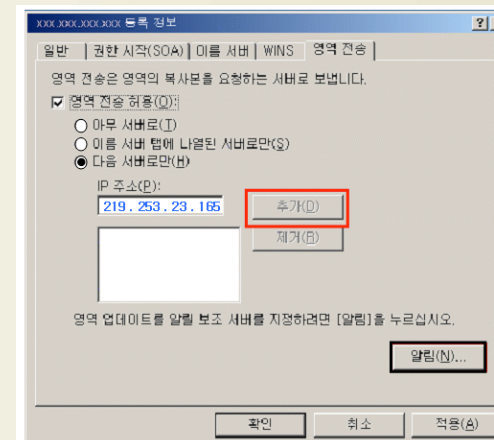 xxx.xxx.xxx.xxx 등록 정보
일반 권한 시작(SOA) 이름 서버 WINS 영역 전송
영역 전송은 영역의 복사본을 요청하는 서버로 보냅니다.
영역 전송 허용(O):
아무 서버로(T)
이름 서버 탭에 나열된 서버로만(S)
다음 서버로만(H)
IP 주소(P):
219 . 253 . 23 . 165 추가(D)
제거(R)
영역 업데이트를 알릴 보조 서버를 지정하려면 [알림]을 누르십시오.
알림(N)...
확인 취소 적용(A)